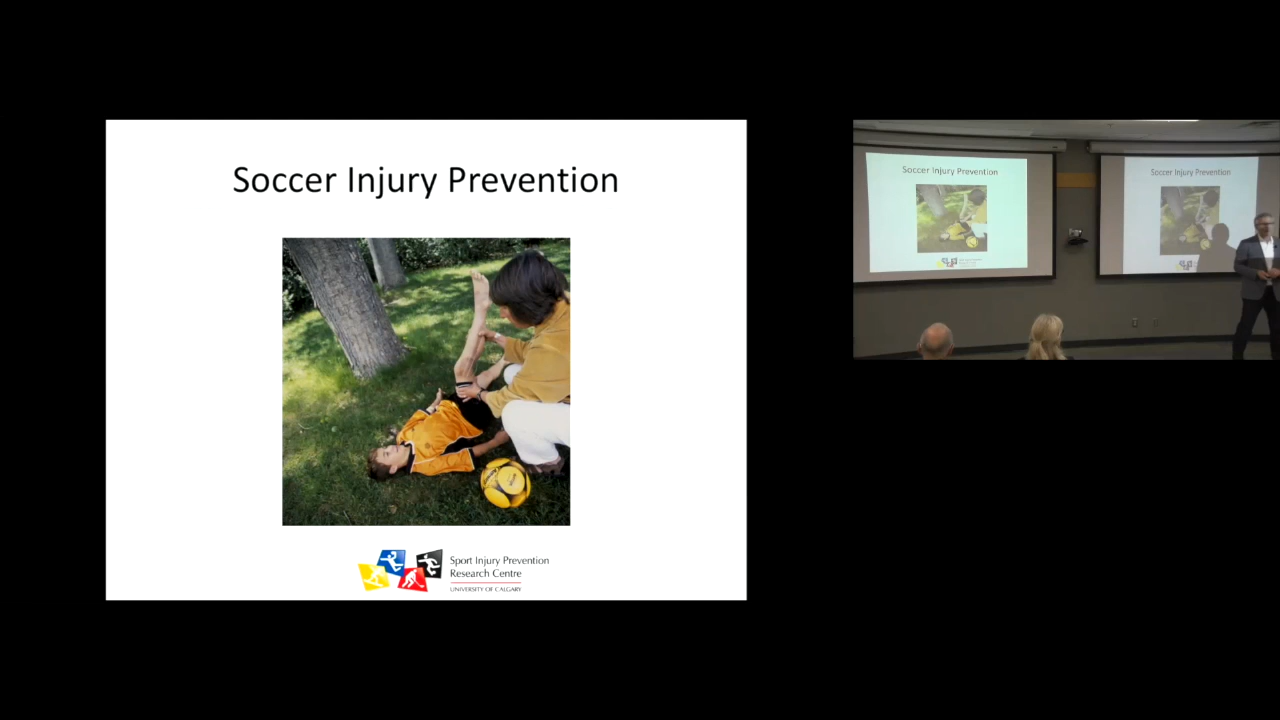 Soccer Injury Prevention
Sport Injury Prevention
Research Centre
UNIVERSITY OF CALGARY
Soccer Injury Prevention
Soccer Injury Prevention